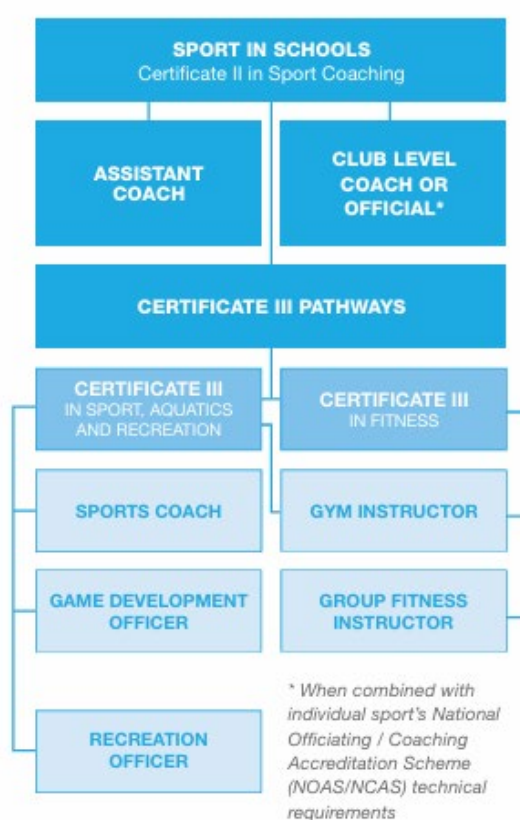 SPORT IN SCHOOLS
Certificate II in Sport Coaching
ASSISTANT
COACH
CLUB LEVEL
COACH OR
OFFICIAL*
CERTIFICATE III PATHWAYS
CERTIFICATE III
IN SPORT, AQUATICS
AND RECREATION
CERTIFICATE III
IN FITNESS
SPORTS COACH
GYM INSTRUCTOR
GAME DEVELOPMENT
OFFICER
GROUP FITNESS
INSTRUCTOR
RECREATION
OFFICER
* When combined with
individual sport's National
Officiating / Coaching
Accreditation Scheme
(NOAS/NCAS) technical
requirements